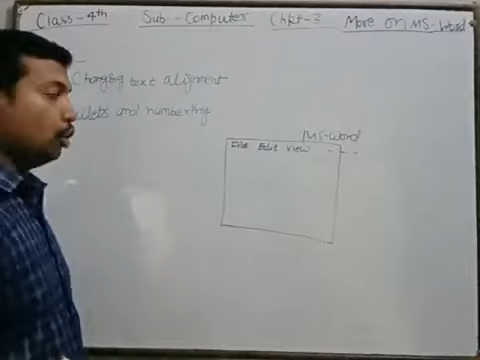 Class-4th Sub-Computer Chpt-3 More on MS-Word
Changing text alignment
ullets and numbering
MS-Word
File Edit View - - -